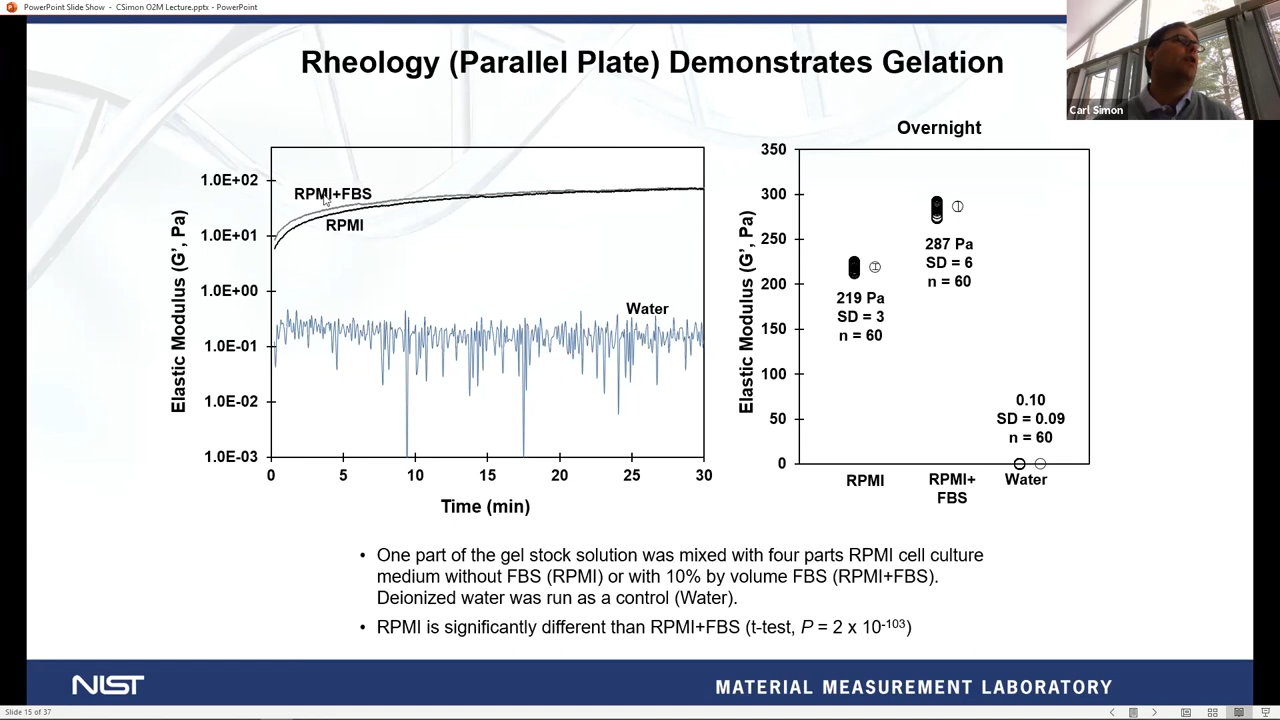 PowerPoint Slide Show - CSimon O2M Lecture.pptx - PowerPoint
Rheology (Parallel Plate) Demonstrates Gelation
Carl Simon
Elastic Modulus (G', Pa)
1.0E+02
1.0E+01
1.0E+00
1.0E-01
1.0E-02
1.0E-03
RPMI+FBS
RPMI
Water
0 5 10 15 20 25 30
Time (min)
Overnight
Elastic Modulus (G', Pa)
350
300
250
200
150
100
50
0
219 Pa
SD = 3
n = 60
287 Pa
SD = 6
n = 60
0.10
SD = 0.09
n = 60
RPMI
RPMI+
FBS
Water
• One part of the gel stock solution was mixed with four parts RPMI cell culture
medium without FBS (RPMI) or with 10% by volume FBS (RPMI+FBS).
Deionized water was run as a control (Water).
• RPMI is significantly different than RPMI+FBS (t-test, P = 2 x 10⁻¹⁰³)
NIST
MATERIAL MEASUREMENT LABORATORY
Slide 15 of 37